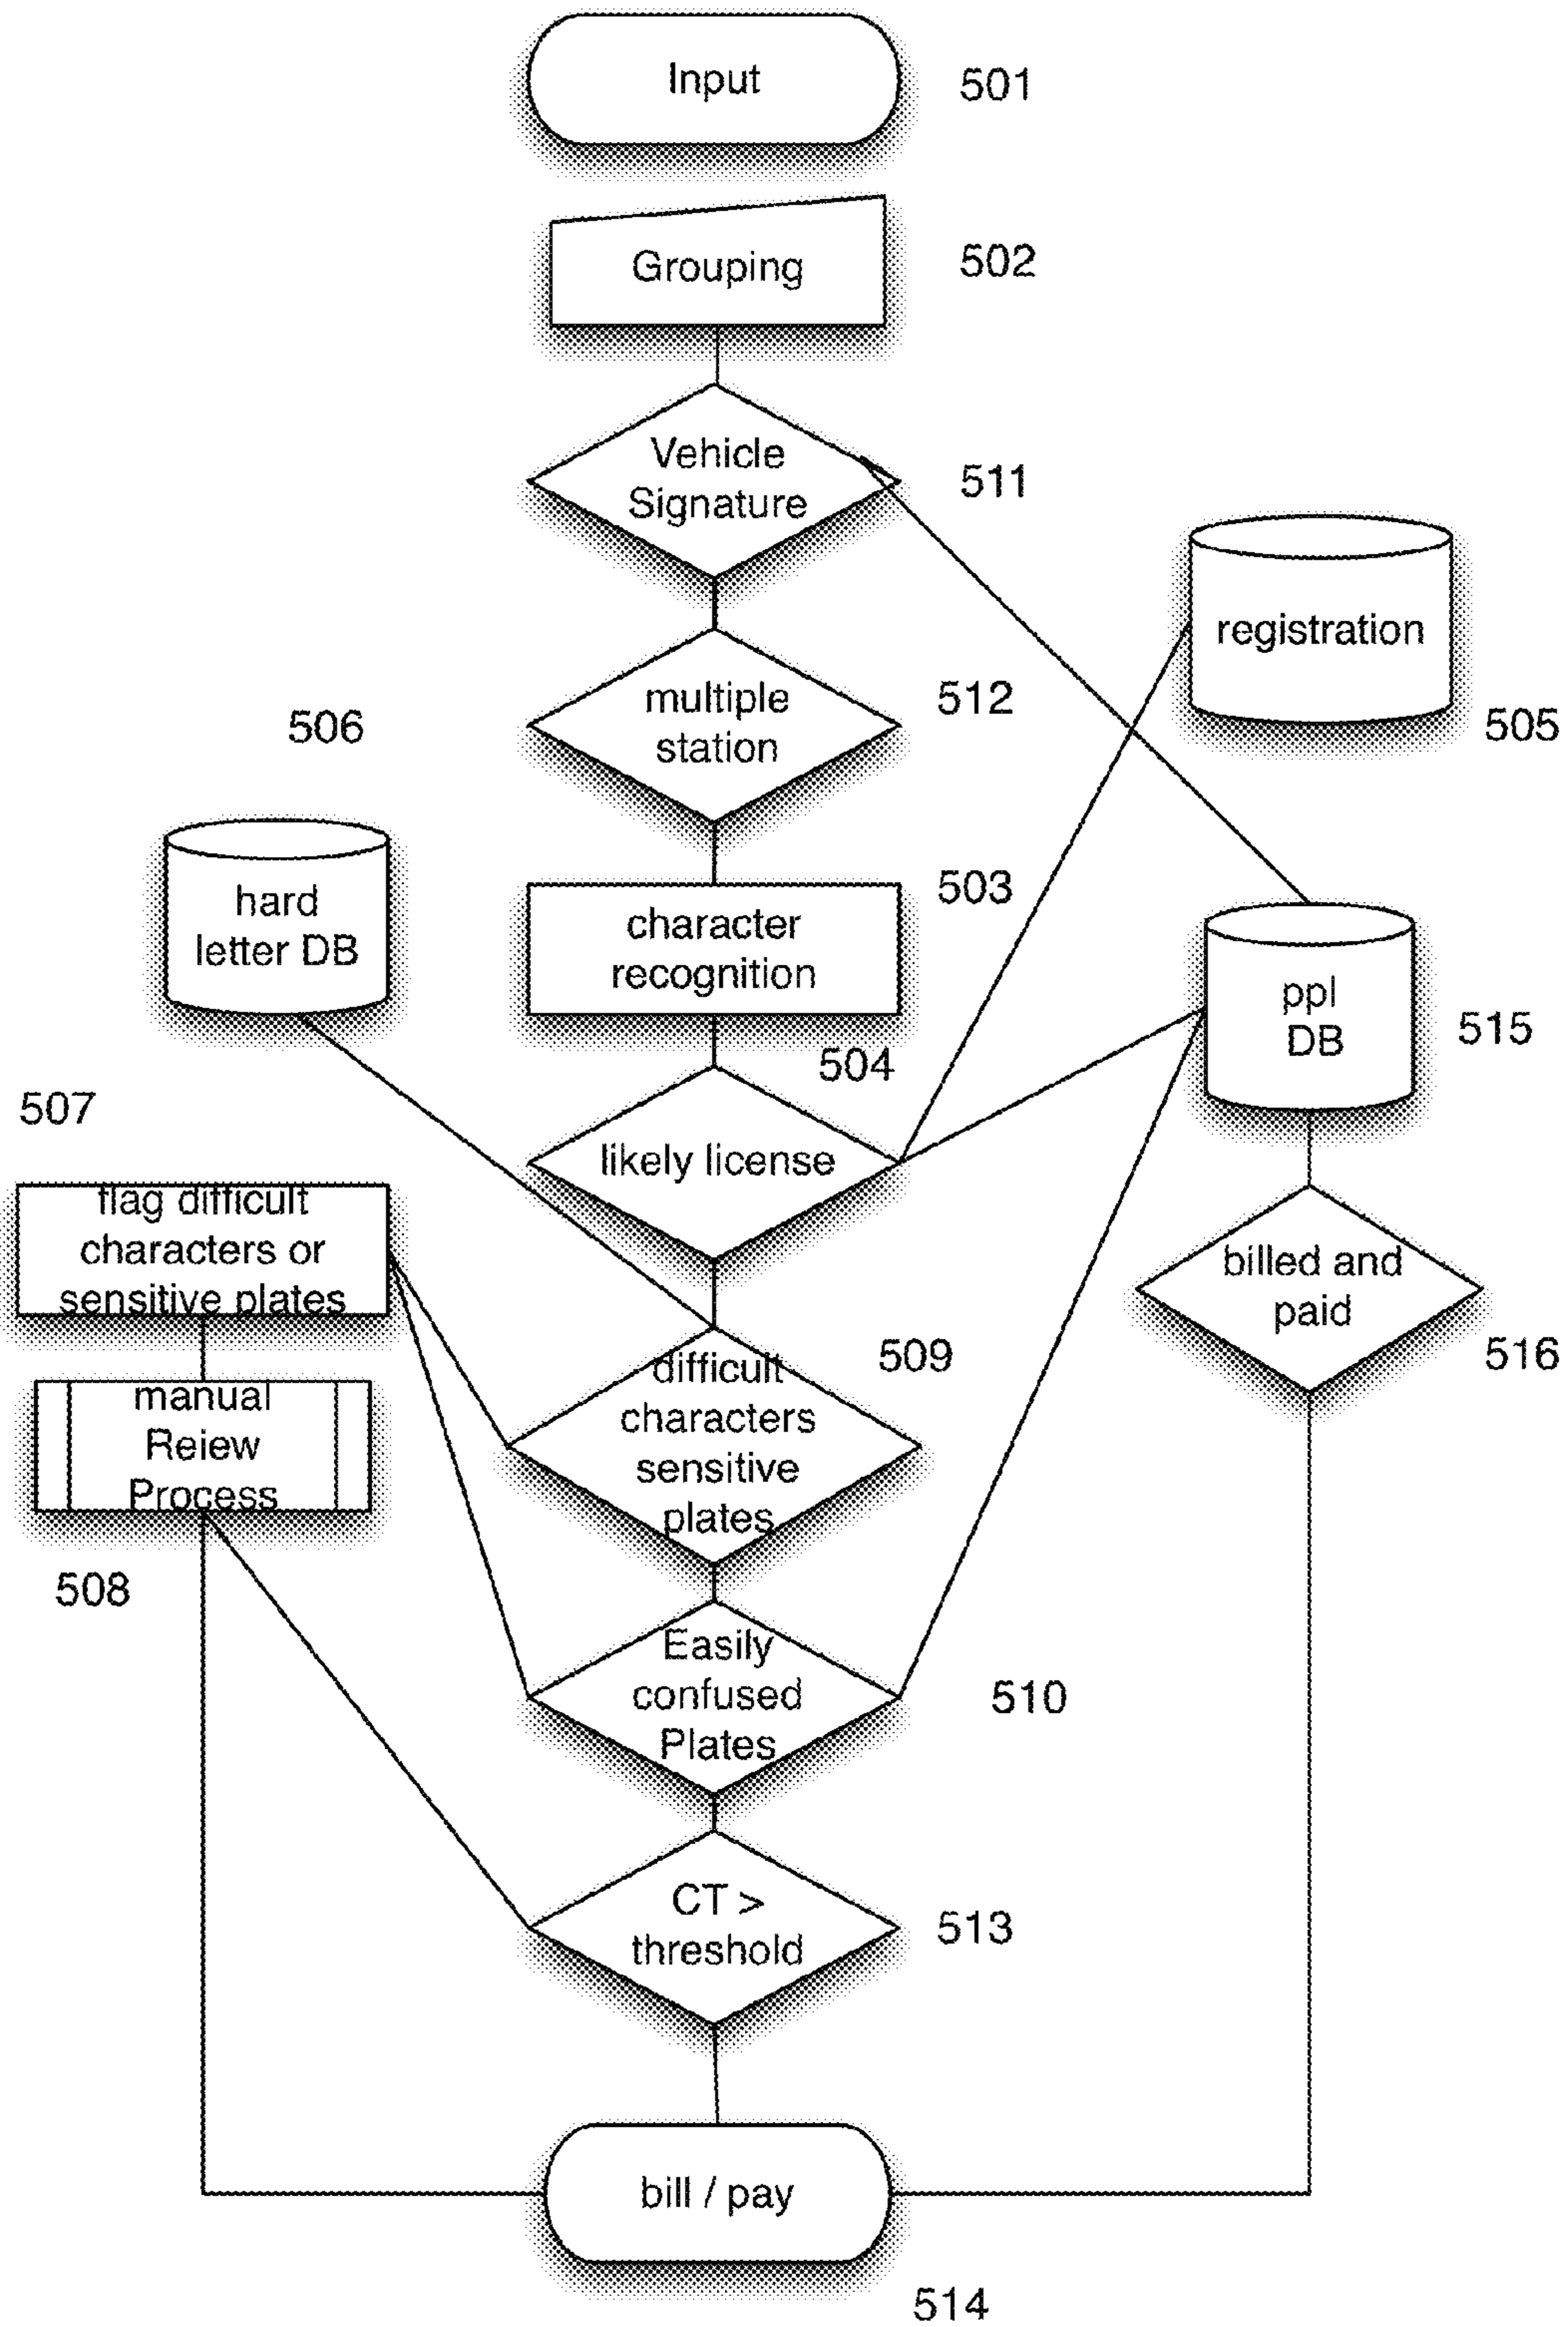 Input
501
Grouping
502
Vehicle
Signature
511
registration
505
multiple
station
512
506
hard
letter DB
character
recognition
503
ppl
DB
515
504
likely license
507
flag difficult
characters or
sensitive plates
billed and
paid
516
difficult
characters
sensitive
plates
509
manual
Reiew
Process
508
Easily
confused
Plates
510
CT >
threshold
513
bill / pay
514